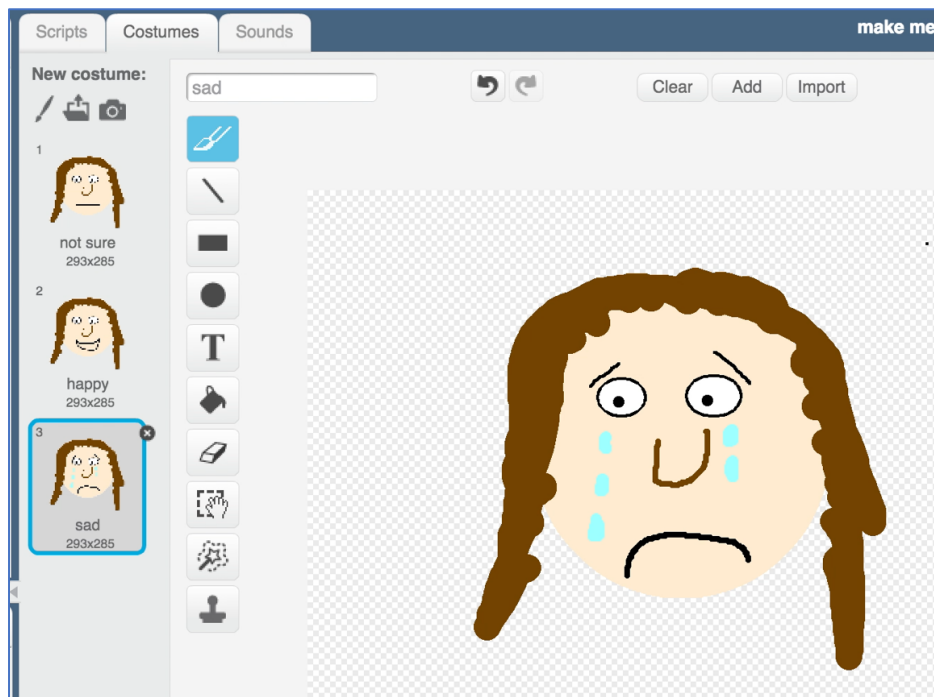 Scripts
Costumes
Sounds
make me
New costume:
sad
Clear
Add
Import
1
not sure
293x285
2
happy
293x285
3
sad
293x285
T